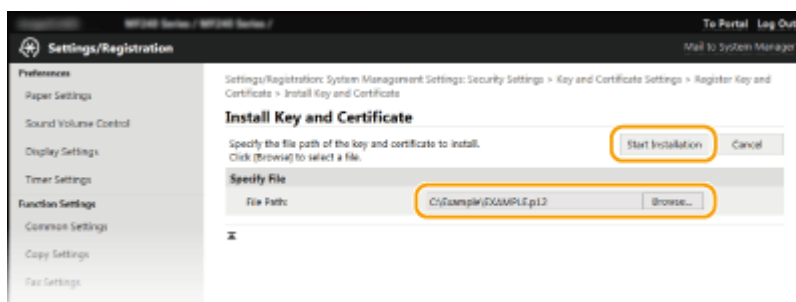 MF240 Series / MF240 Series /
To Portal Log Out
Settings/Registration
Mail to System Manager
Preferences
Paper Settings
Sound Volume Control
Display Settings
Timer Settings
Function Settings
Common Settings
Copy Settings
Fax Settings
Settings/Registration: System Management Settings: Security Settings > Key and Certificate Settings > Register Key and
Certificate > Install Key and Certificate
Install Key and Certificate
Specify the file path of the key and certificate to install.
Click [Browse] to select a file.
Start Installation
Cancel
Specify File
File Path:
C:\Example\EXAMPLE.p12
Browse...